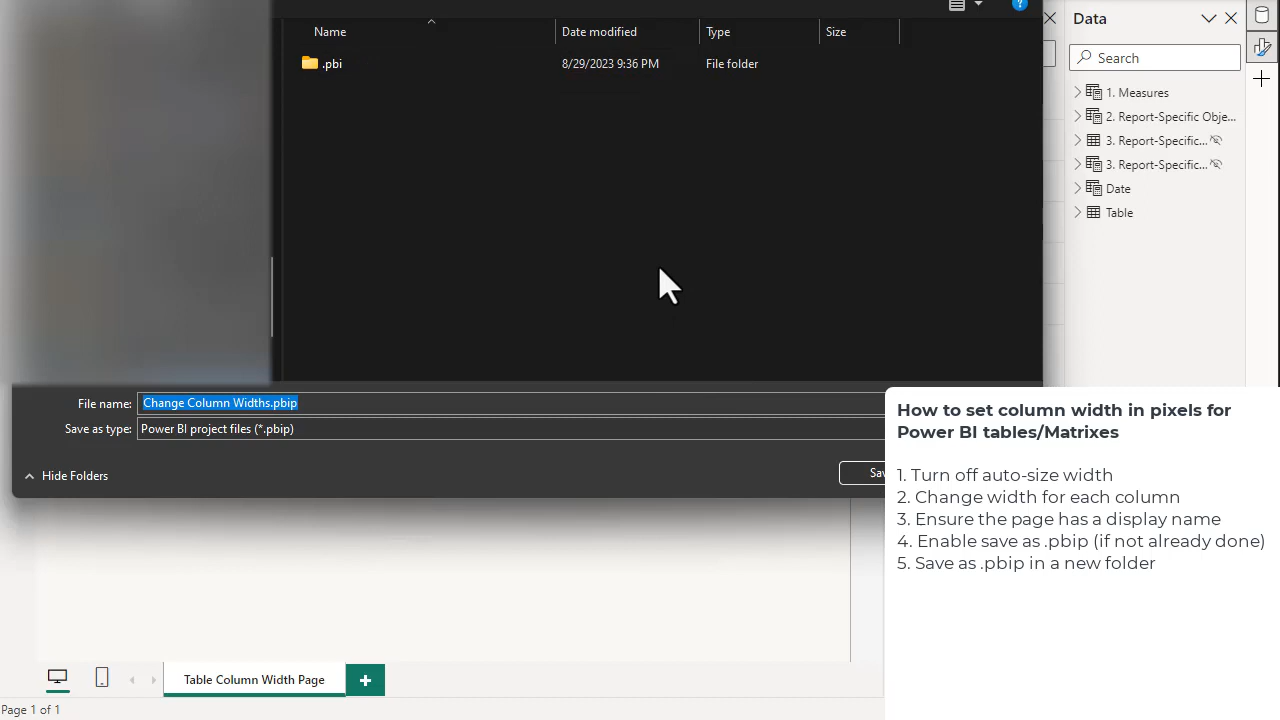 Name
Date modified
Type
Size
.pbi
8/29/2023 9:36 PM
File folder
File name:
Change Column Widths.pbip
Save as type:
Power BI project files (*.pbip)
Hide Folders
Data
Search
1. Measures
2. Report-Specific Obje...
3. Report-Specific...
3. Report-Specific...
Date
Table
How to set column width in pixels for
Power BI tables/Matrixes
1. Turn off auto-size width
2. Change width for each column
3. Ensure the page has a display name
4. Enable save as .pbip (if not already done)
5. Save as .pbip in a new folder
Table Column Width Page
Page 1 of 1